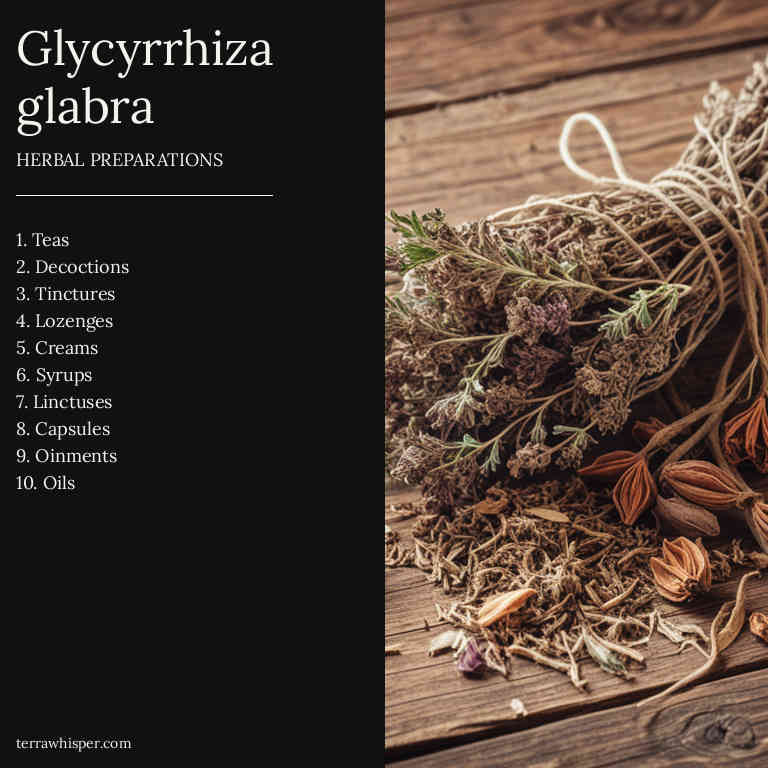 Glycyrrhiza
glabra
HERBAL PREPARATIONS
1. Teas
2. Decoctions
3. Tinctures
4. Lozenges
5. Creams
6. Syrups
7. Linctuses
8. Capsules
9. Oinments
10. Oils
terrawhisper.com